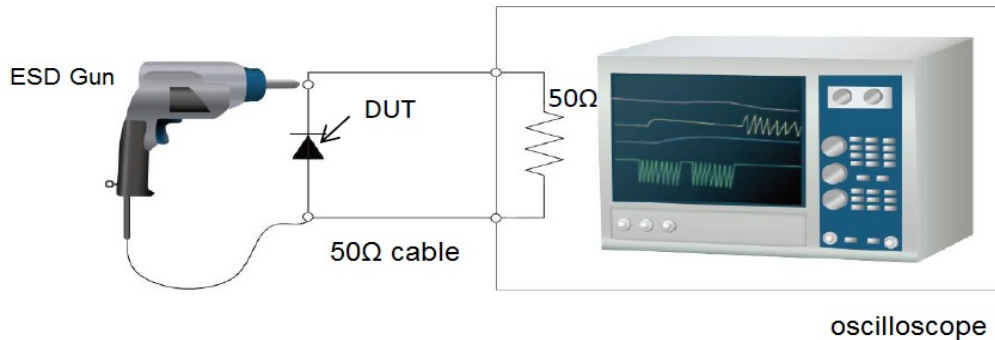 ESD Gun
DUT
50Ω
50Ω cable
oscilloscope